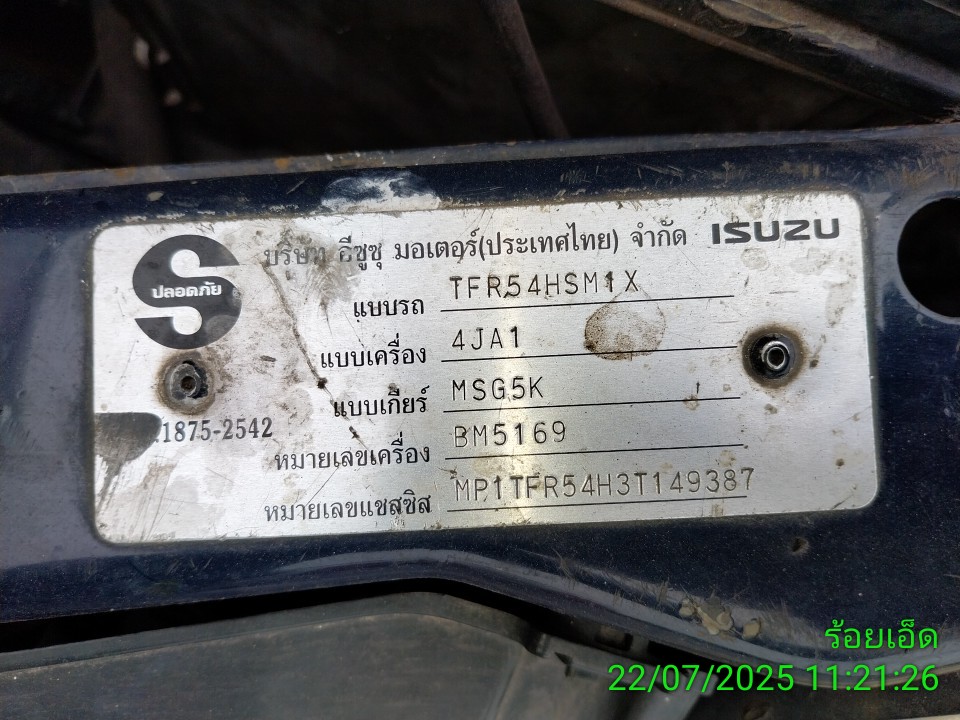 บริษัท อีซูซุ มอเตอร์(ประเทศไทย) จำกัด ISUZU
ปลอดภัย
แบบรถ TFR54HSM1X
แบบเครื่อง 4JA1
แบบเกียร์ MSG5K
.1875-2542
หมายเลขเครื่อง BM5169
หมายเลขแชสซิส MP1TFR54H3T149387
ร้อยเอ็ด
22/07/2025 11:21:26